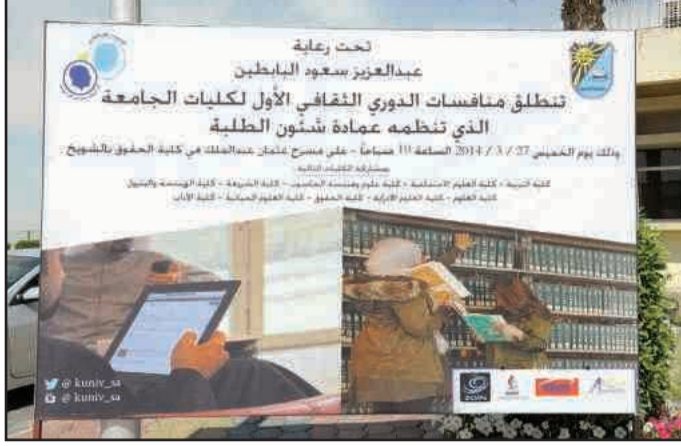 تحت رعاية
عبدالعزيز سعود البابطين
تنطلق منافسات الدوري الثقافي الأول لكليات الجامعة
الذي تنظمه عمادة شئون الطلبة
وذلك يوم الخميس 27 / 3 / 2014 الساعة 10 صباحاً - على مسرح عثمان عبدالملك في كلية الحقوق بالشويخ
بمشاركة الكليات التالية
كلية التربية - كلية العلوم الاجتماعية - كلية علوم وهندسة الحاسوب - كلية الشريعة - كلية الهندسة والبترول
كلية العلوم - كلية العلوم الادارية - كلية الحقوق - كلية العلوم الحياتية - كلية الآداب
@ kuniv_sa
@ kuniv_sa